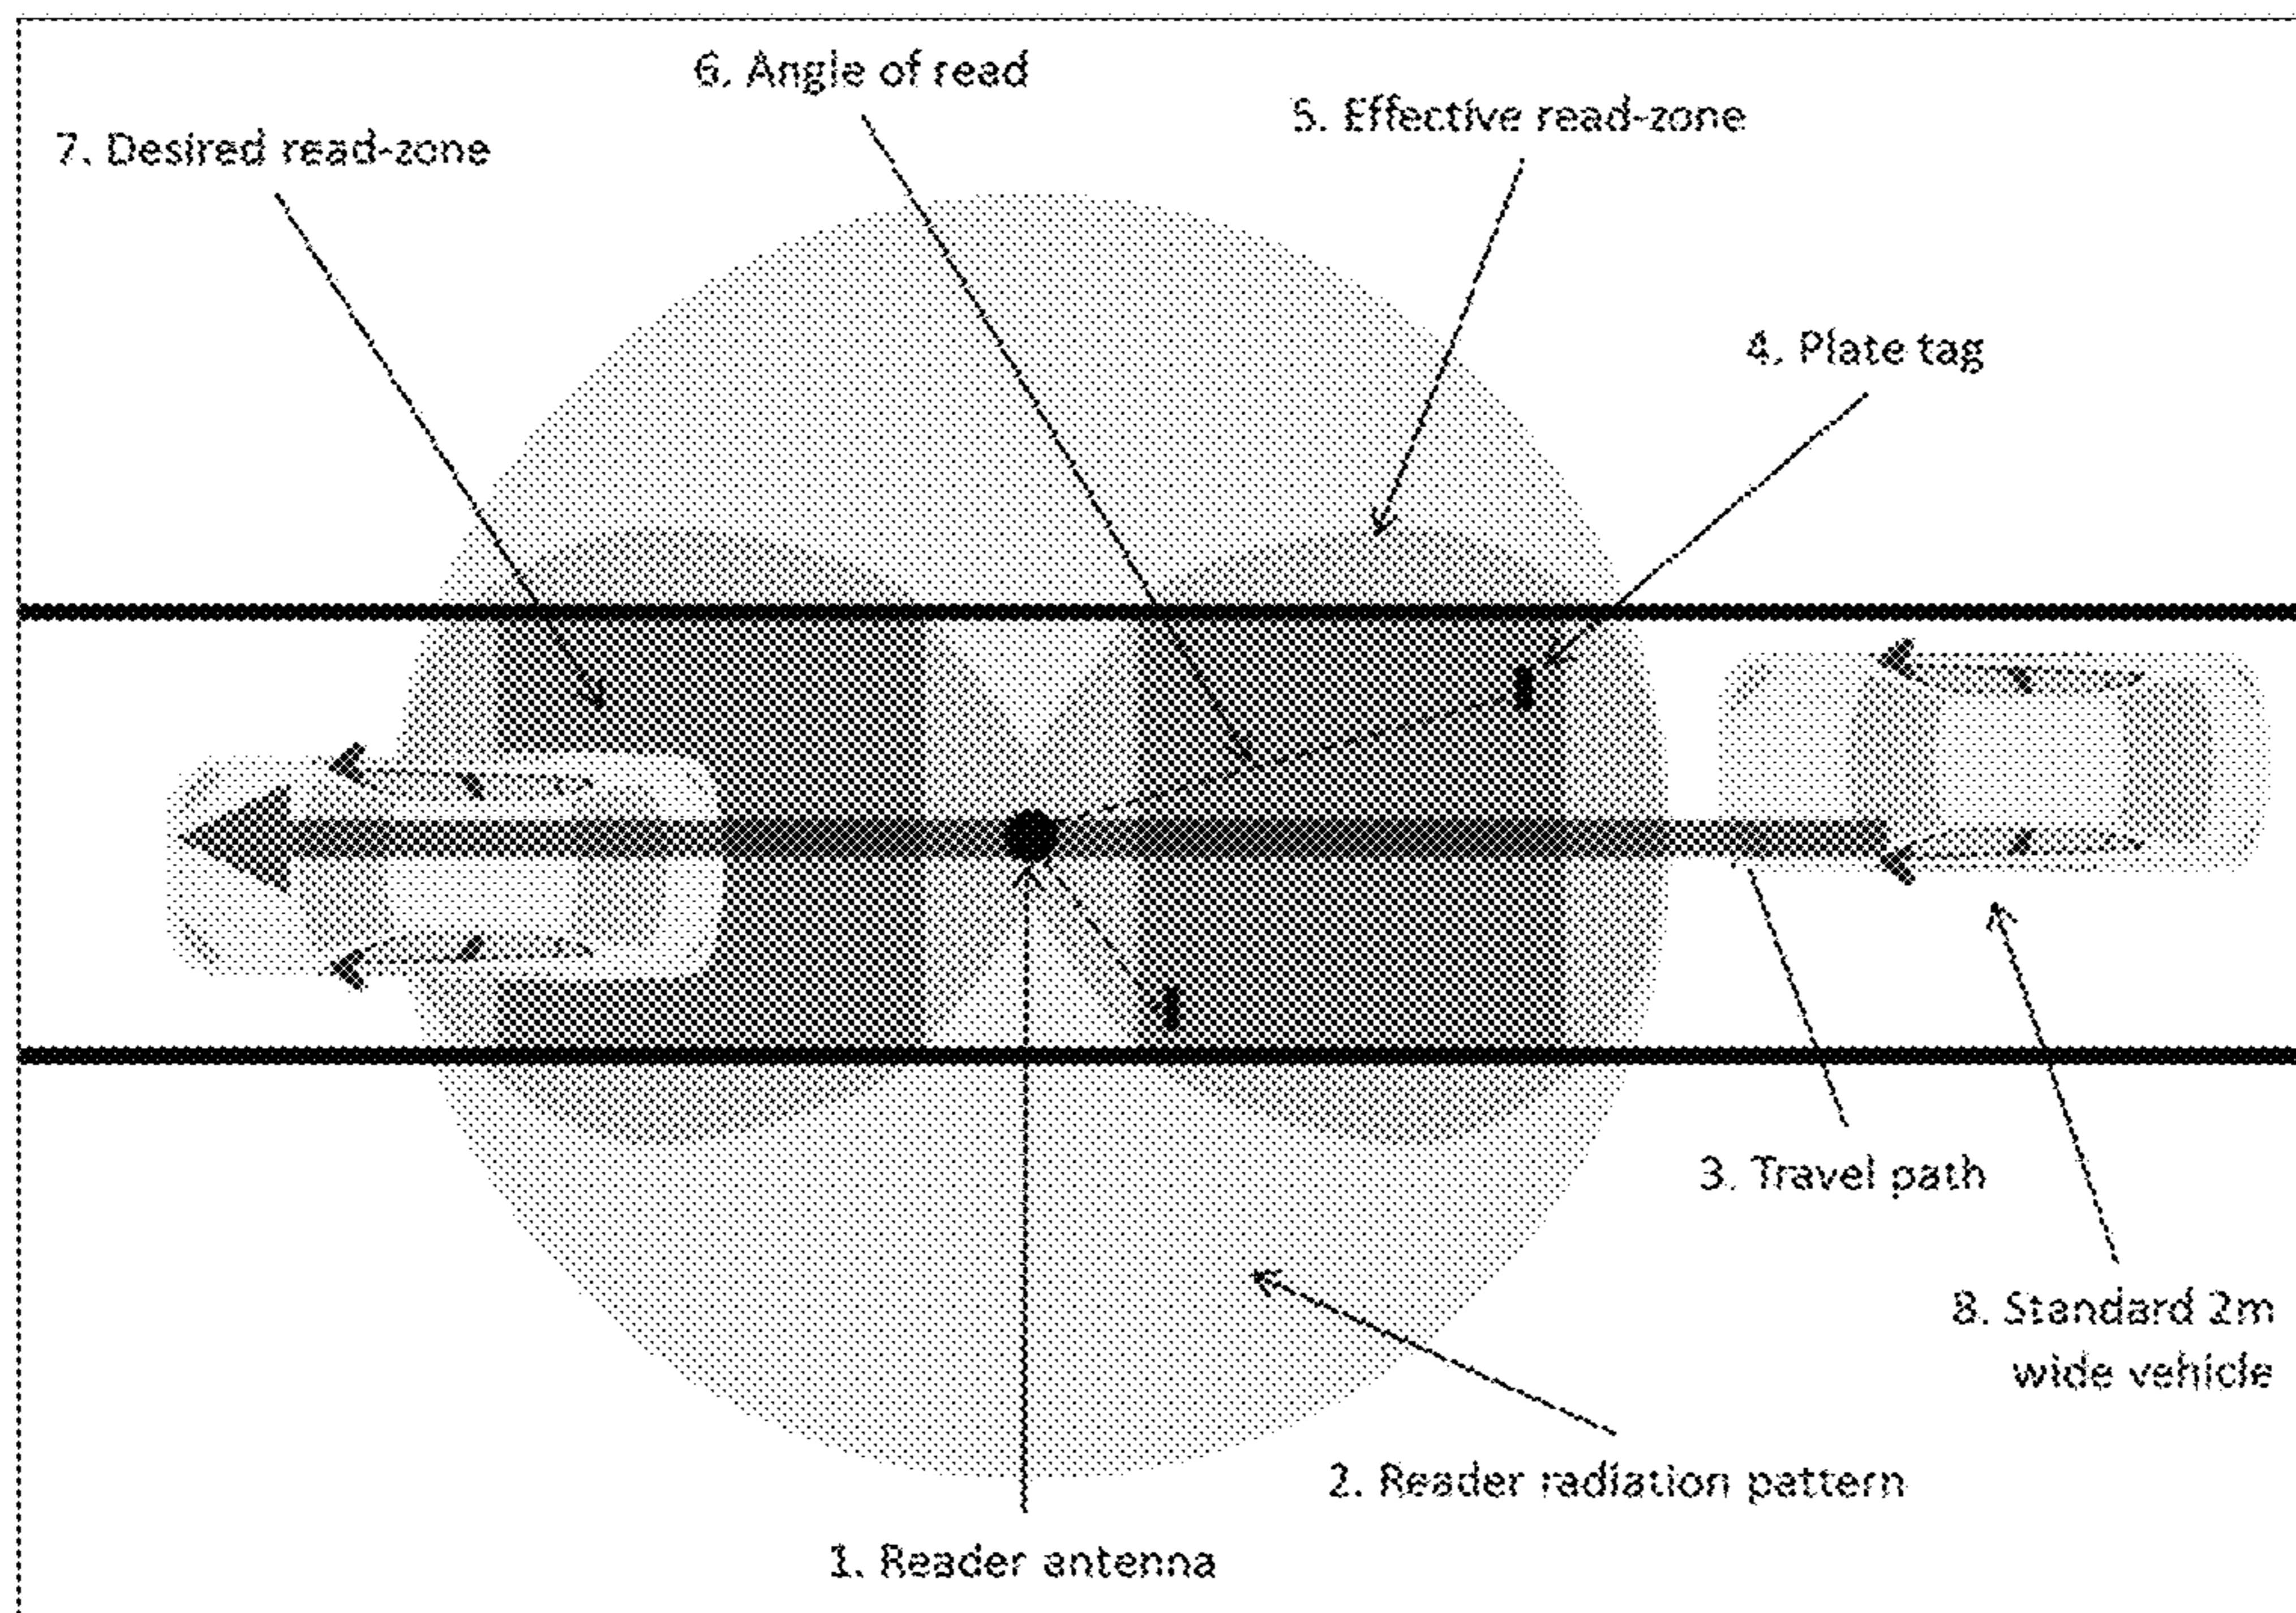 6. Angle of read
5. Effective read-zone
7. Desired read-zone
4. Plate tag
3. Travel path
8. Standard 2m
wide vehicle
2. Reader radiation pattern
1. Reader antenna